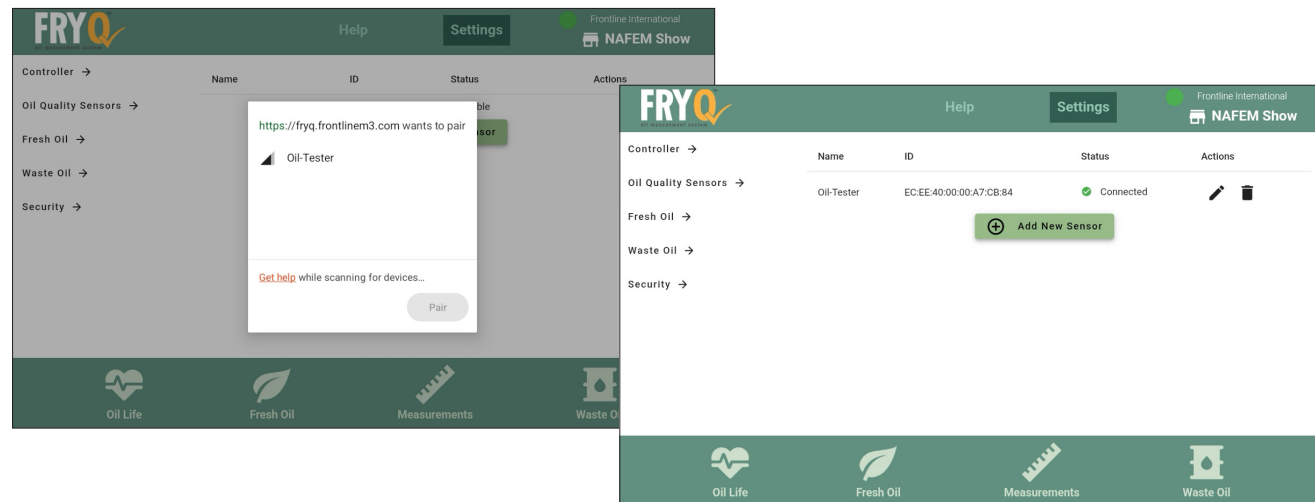 FRYQ
oil management system
Help
Settings
Frontline International
NAFEM Show
Controller →
Oil Quality Sensors →
Fresh Oil →
Waste Oil →
Security →
Name ID Status Actions
ble
sor
https://fryq.frontlinem3.com wants to pair
Oil-Tester
Get help while scanning for devices...
Pair
Oil Life
Fresh Oil
Measurements
Waste O
FRYQ
oil management system
Help
Settings
Frontline International
NAFEM Show
Controller →
Oil Quality Sensors →
Fresh Oil →
Waste Oil →
Security →
Name ID Status Actions
Oil-Tester EC:EE:40:00:00:A7:CB:84 Connected
Add New Sensor
Oil Life
Fresh Oil
Measurements
Waste Oil